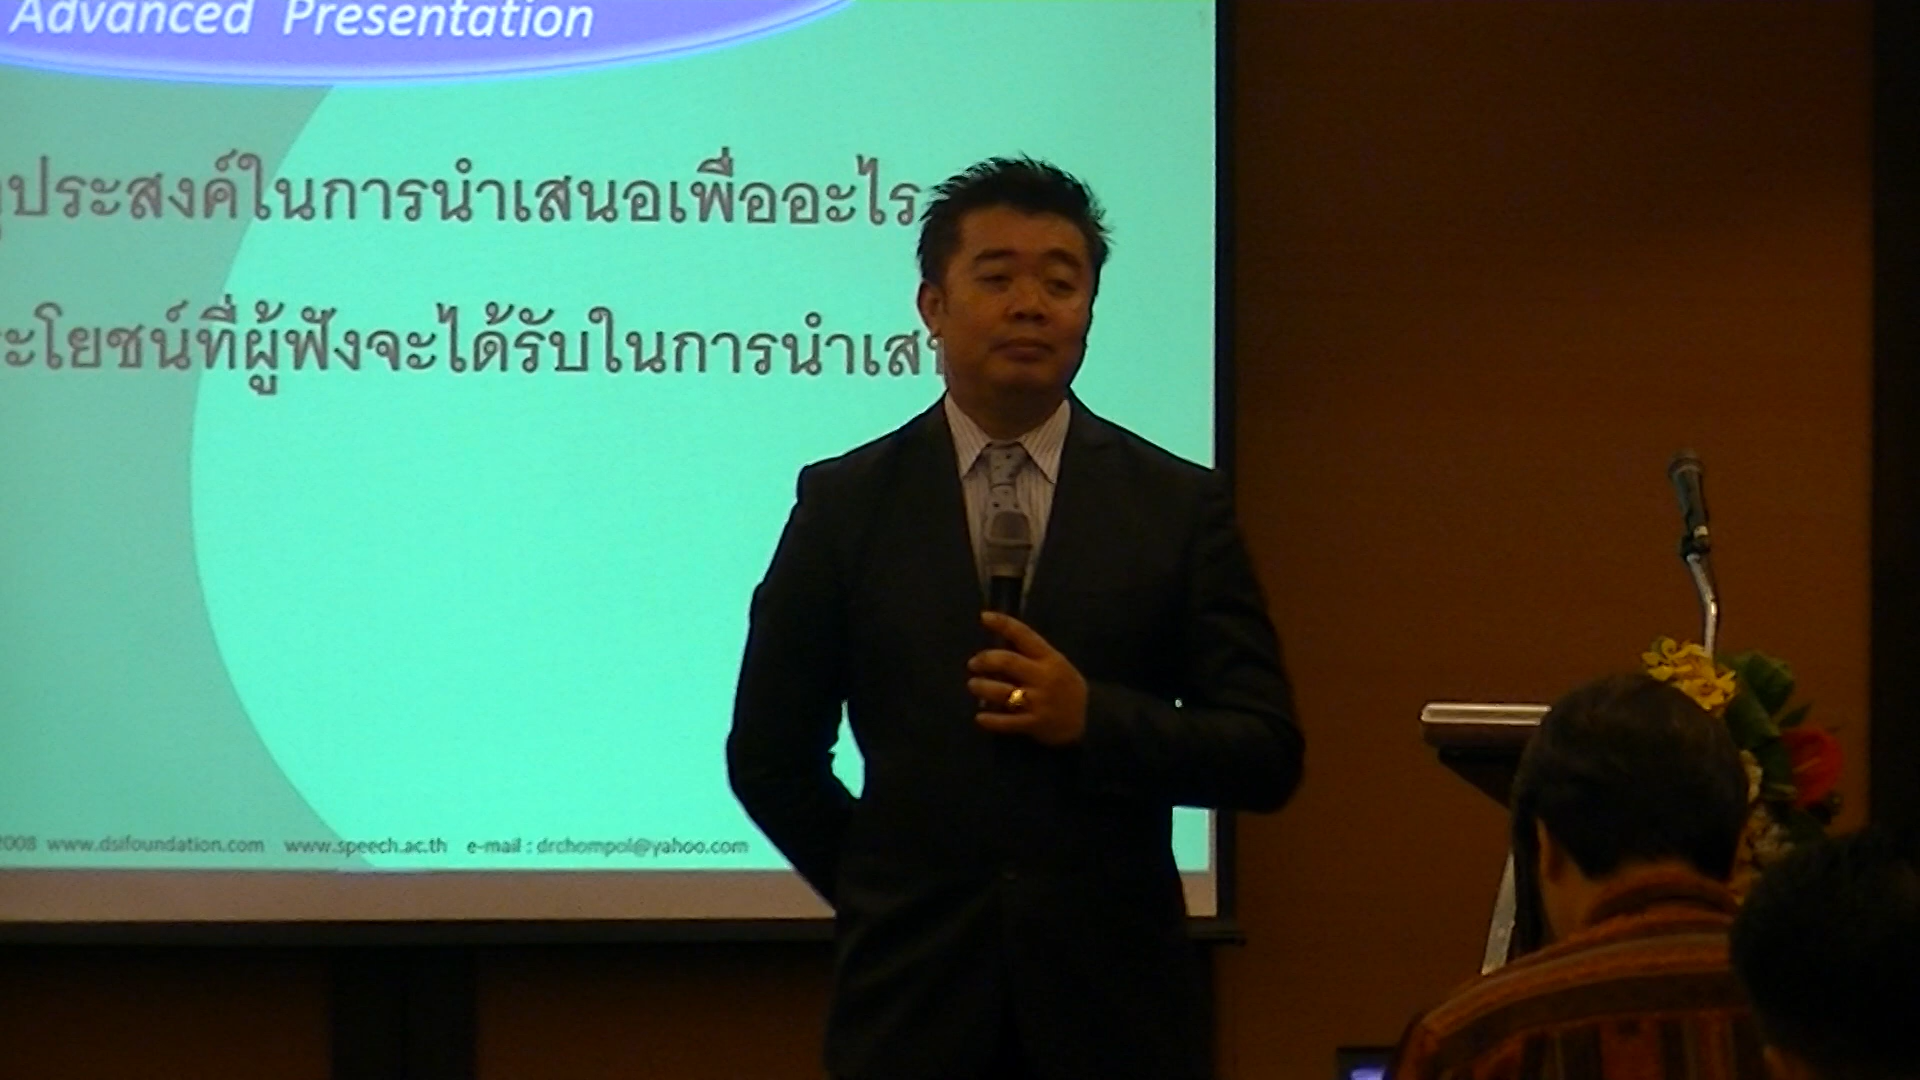 Advanced Presentation
ประสงค์ในการนำเสนอเพื่ออะไร
ะโยชน์ที่ผู้ฟังจะได้รับในการนำเส
2008 www.dsifoundation.com www.speech.ac.th e-mail : drchompol@yahoo.com